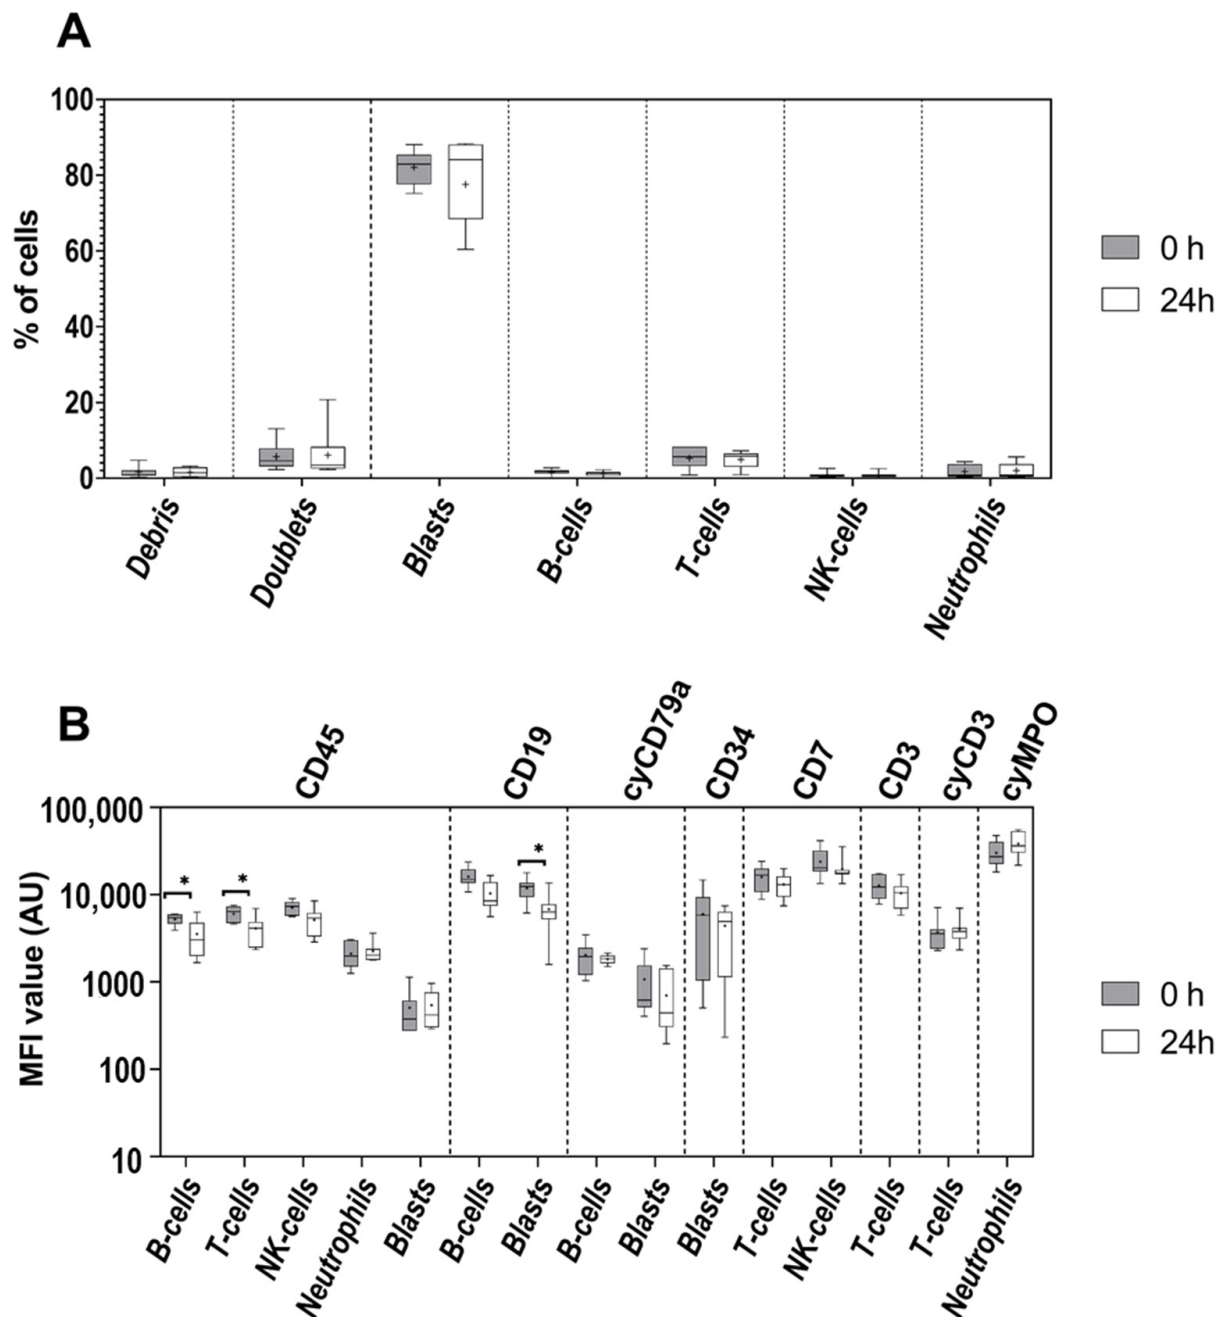 A
% of cells
100
80
60
40
20
0
Debris
Doublets
Blasts
B-cells
T-cells
NK-cells
Neutrophils
0 h
24h
B
CD45
CD19
cyCD79a
CD34
CD7
CD3
cyCD3
cyMPO
MFI value (AU)
100,000
10,000
1000
100
10
*
*
*
B-cells
T-cells
NK-cells
Neutrophils
Blasts
B-cells
Blasts
B-cells
Blasts
Blasts
T-cells
NK-cells
T-cells
T-cells
Neutrophils
0 h
24h